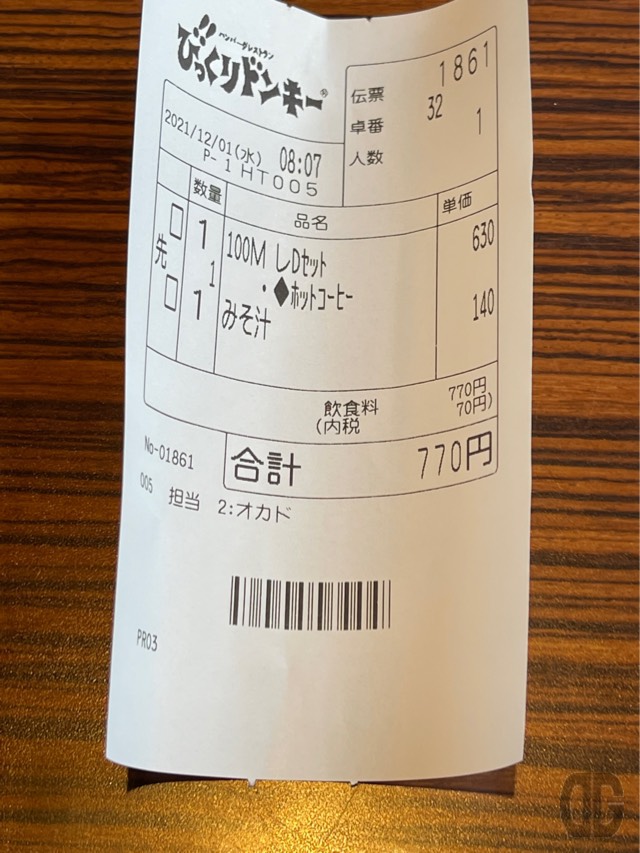 ハンバーグレストラン
びっくりドンキー®
伝票 1861
卓番 32
人数 1
2021/12/01(水) 08:07
P- 1 HT005
数量 品名 単価
□ 1 100M LDセット 630
先 1 ・◆ホットコーヒー
□ 1 みそ汁 140
飲食料 770円
(内税 70円)
合計 770円
No-01861
005 担当 2:オカド
PR03
DC